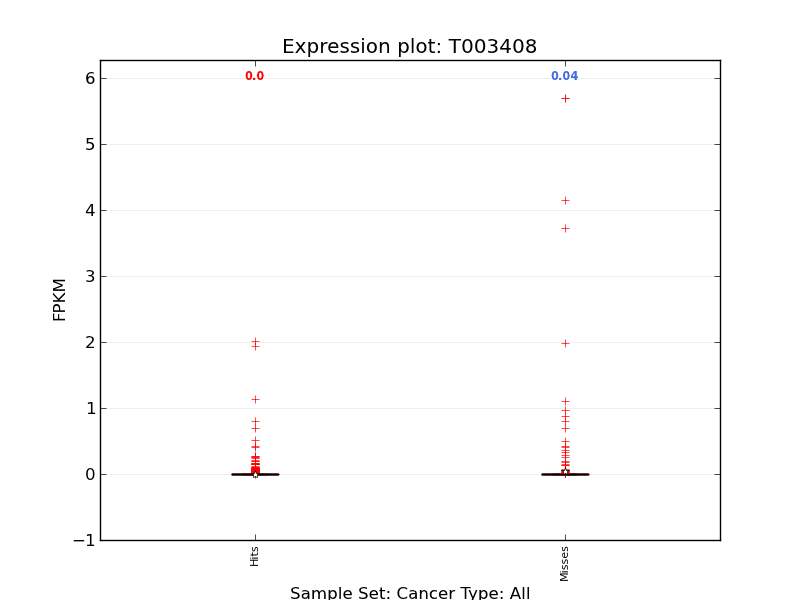 Expression plot: T003408
0.0
0.04
6
5
4
3
2
1
0
−1
FPKM
Hits
Misses
Sample Set: Cancer Type: All